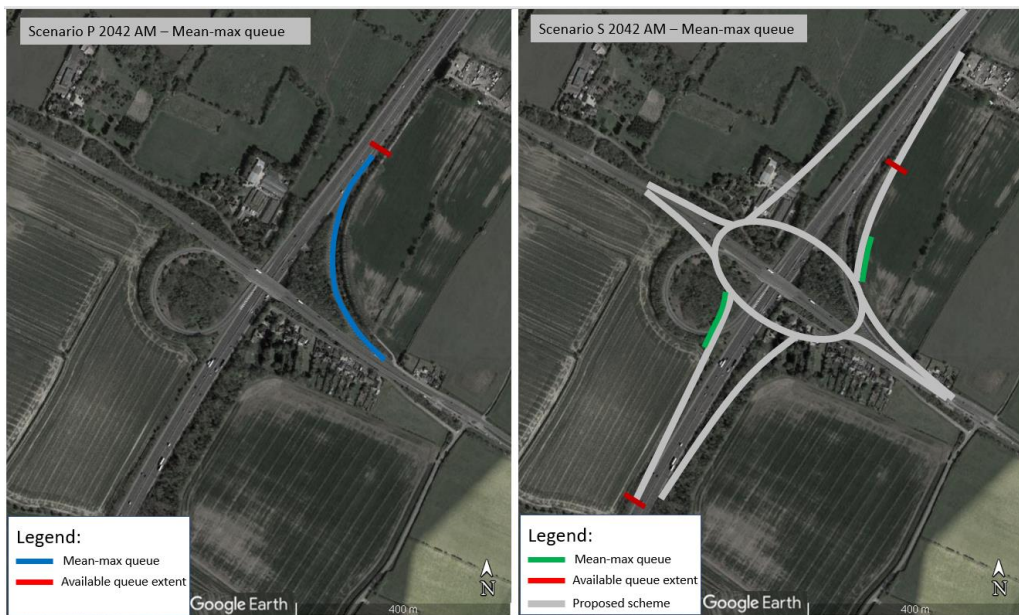 Scenario P 2042 AM – Mean-max queue
Legend:
Mean-max queue
Available queue extent
Google Earth
400 m
N
Scenario S 2042 AM – Mean-max queue
Legend:
Mean-max queue
Available queue extent
Proposed scheme
Google Earth
400 m
N